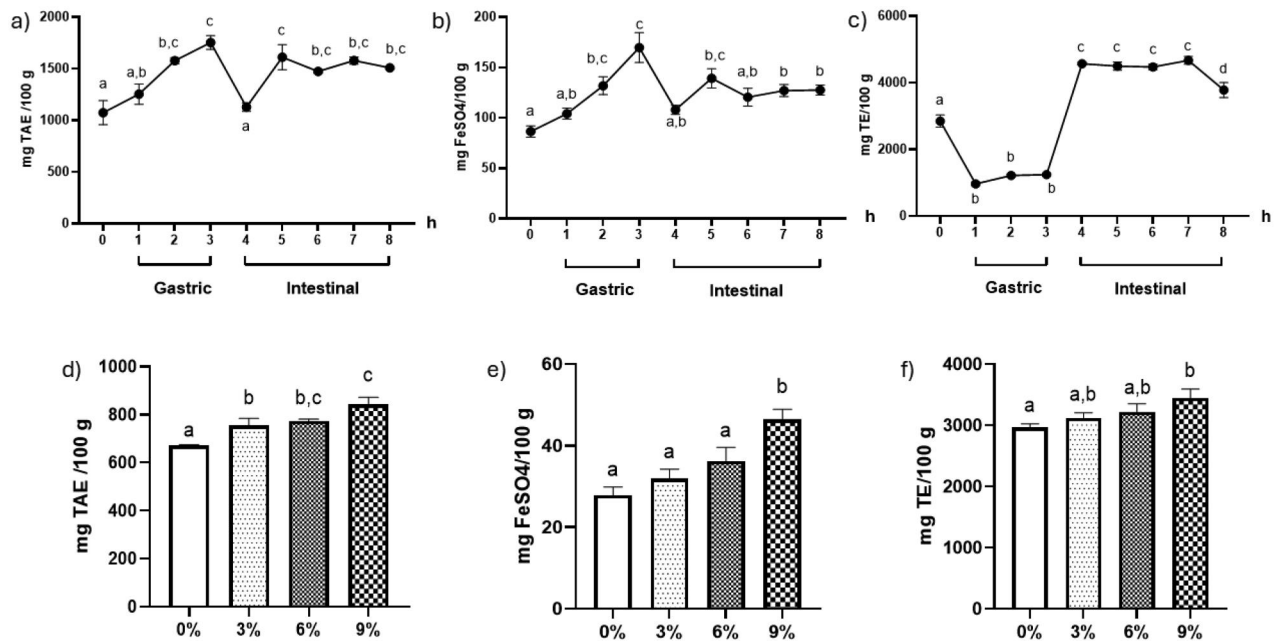 a)
mg TAE /100 g
2000
1500
1000
500
0
a
a,b
b,c
c
a
c
b,c
b,c
b,c
0 1 2 3 4 5 6 7 8
h
Gastric Intestinal
b)
mg FeSO4/100 g
200
150
100
50
0
a
a,b
b,c
c
a,b
b,c
a,b
b
b
0 1 2 3 4 5 6 7 8
h
Gastric Intestinal
c)
mg TE/100 g
6000
4000
2000
0
a
b
b
b
c
c
c
c
d
0 1 2 3 4 5 6 7 8
h
Gastric Intestinal
d)
mg TAE /100 g
1000
800
600
400
200
0
a
b
b,c
c
0% 3% 6% 9%
e)
mg FeSO4/100 g
60
40
20
0
a
a
a
b
0% 3% 6% 9%
f)
mg TE/100 g
4000
3000
2000
1000
0
a
a,b
a,b
b
0% 3% 6% 9%